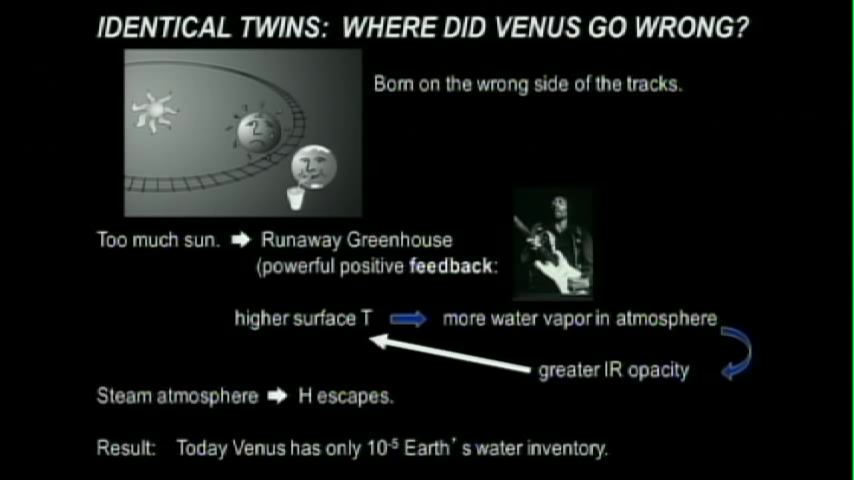 IDENTICAL TWINS: WHERE DID VENUS GO WRONG?
Born on the wrong side of the tracks.
Too much sun. ➡ Runaway Greenhouse
(powerful positive feedback:
higher surface T ➡ more water vapor in atmosphere
greater IR opacity
Steam atmosphere ➡ H escapes.
Result: Today Venus has only 10⁻⁵ Earth' s water inventory.